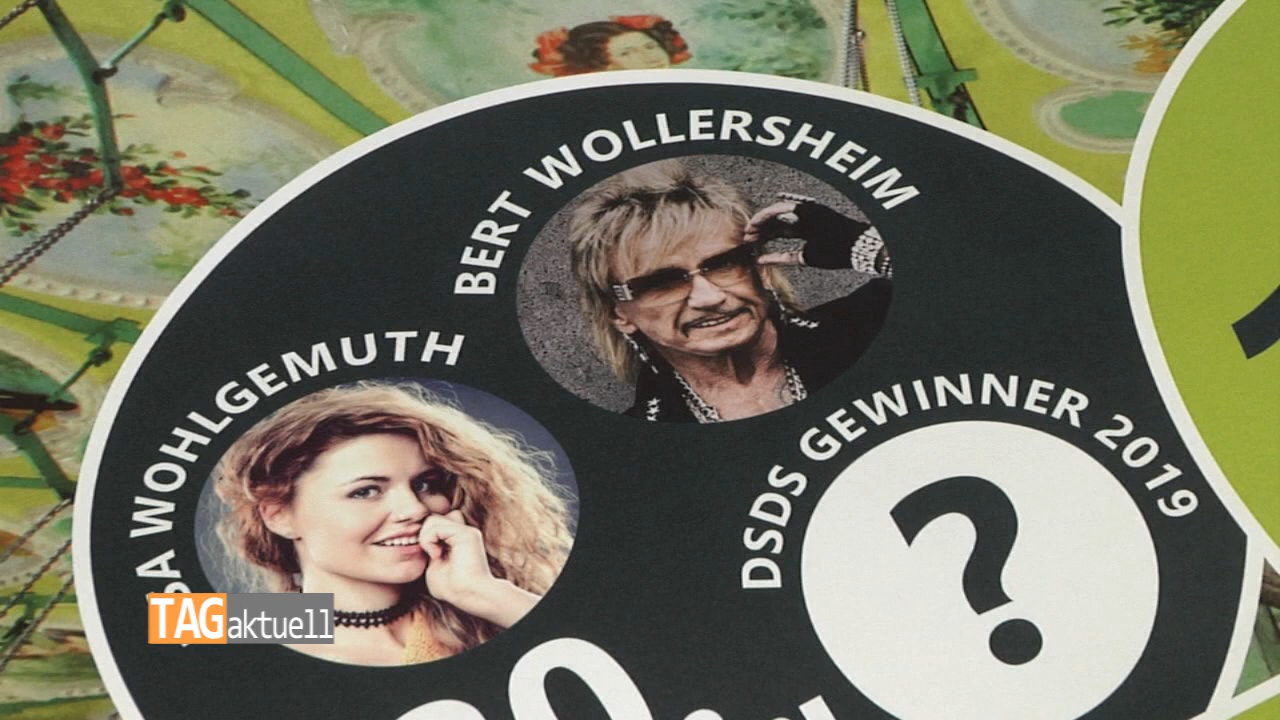 BERT WOLLERSHEIM
WOHLGEMUTH
DSDS GEWINNER 2019
?
TAGaktuell